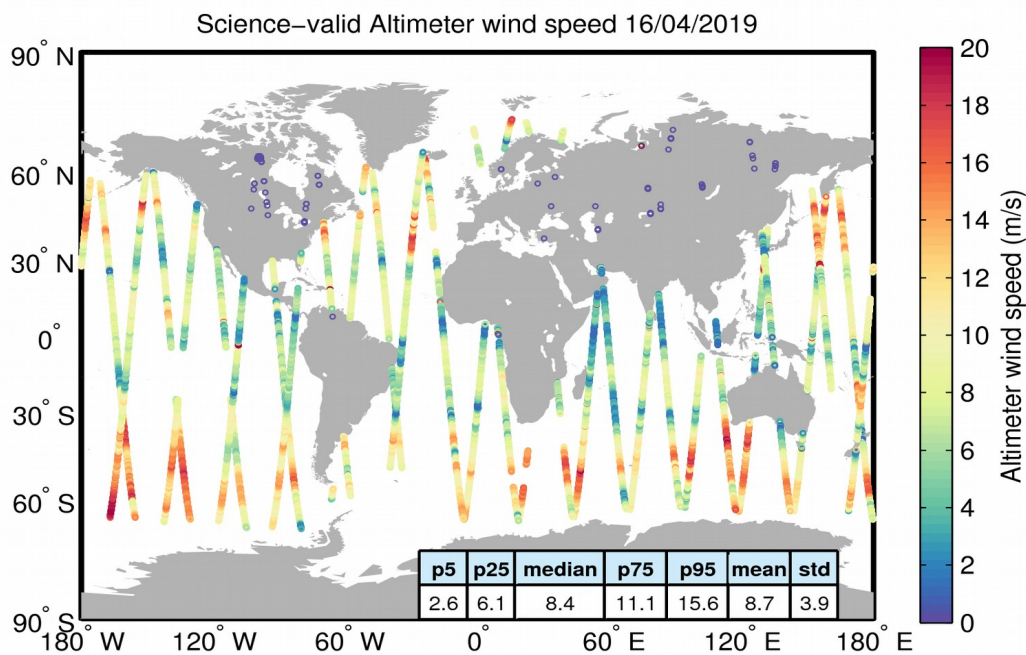 Science−valid Altimeter wind speed 16/04/2019
90° N
60° N
30° N
0°
30° S
60° S
90° S
180° W
120° W
60° W
0°
60° E
120° E
180° E
p5 p25 median p75 p95 mean std
2.6 6.1 8.4 11.1 15.6 8.7 3.9
20
18
16
14
12
10
8
6
4
2
0
Altimeter wind speed (m/s)